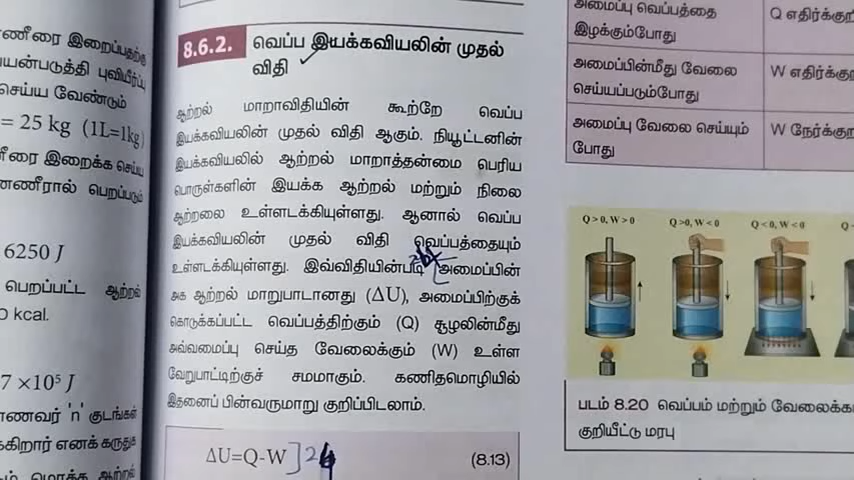 ணீரை இறைப்பதற்கு
யன்படுத்தி புவியீர்ப்பு
செய்ய வேண்டும்
= 25 kg (1L=1kg)
ரை இறைக்க செய்ய
ண்ணீரால் பெறப்படும்
6250 J
பெறப்பட்ட ஆற்றல்
0 kcal.
7 ×10⁵ J
ாணவர் 'n' குடங்கள்
க்கிறார் எனக் கருதுக
8.6.2. வெப்ப இயக்கவியலின் முதல்
விதி
ஆற்றல் மாறாவிதியின் கூற்றே வெப்ப
இயக்கவியலின் முதல் விதி ஆகும். நியூட்டனின்
இயக்கவியலில் ஆற்றல் மாறாத்தன்மை பெரிய
பொருள்களின் இயக்க ஆற்றல் மற்றும் நிலை
ஆற்றலை உள்ளடக்கியுள்ளது. ஆனால் வெப்ப
இயக்கவியலின் முதல் விதி வெப்பத்தையும்
உள்ளடக்கியுள்ளது. இவ்விதியின்படி அமைப்பின்
அக ஆற்றல் மாறுபாடானது (ΔU), அமைப்பிற்குக்
கொடுக்கப்பட்ட வெப்பத்திற்கும் (Q) சூழலின்மீது
அவ்வமைப்பு செய்த வேலைக்கும் (W) உள்ள
வேறுபாட்டிற்குச் சமமாகும். கணிதமொழியில்
இதனைப் பின்வருமாறு குறிப்பிடலாம்.
ΔU=Q-W (8.13)
அமைப்பு வெப்பத்தை
இழக்கும்போது
Q எதிர்க்குறி
அமைப்பின்மீது வேலை
செய்யப்படும்போது
W எதிர்க்கு
அமைப்பு வேலை செய்யும்
போது
W நேர்க்குற
Q > 0, W > 0 Q >0, W < 0 Q < 0, W < 0
படம் 8.20 வெப்பம் மற்றும் வேலைக்க
குறியீட்டு மரபு